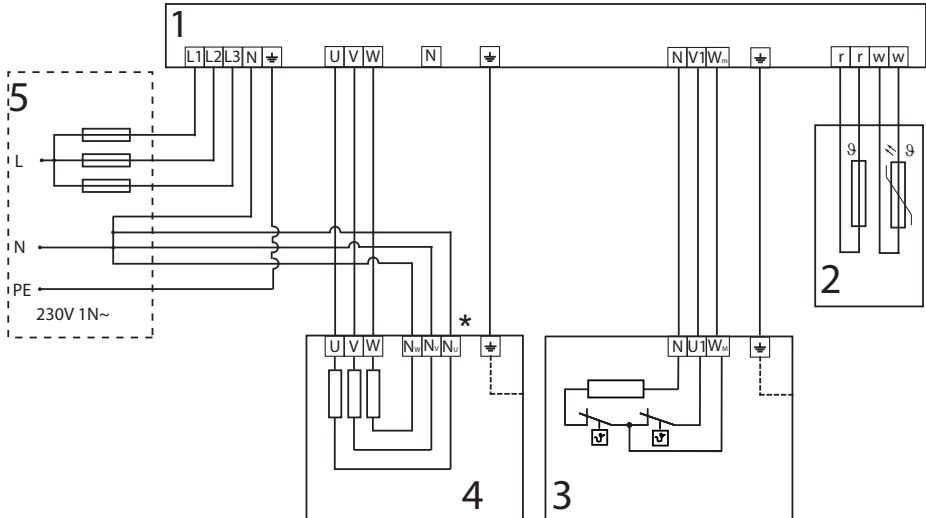 1
L1 L2 L3 N ⏚ U V W N ⏚ N V1 Wm ⏚ r r w w
5
L
N
PE
230V 1N~
ϑ ϑ
2
*
U V W NW NV NU ⏚ N U1 WM ⏚
ϑ ϑ
4
3